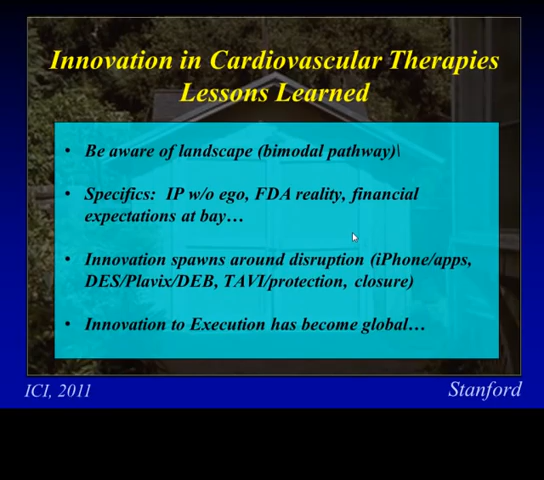 Innovation in Cardiovascular Therapies
Lessons Learned
• Be aware of landscape (bimodal pathway)\
• Specifics: IP w/o ego, FDA reality, financial
expectations at bay…
• Innovation spawns around disruption (iPhone/apps,
DES/Plavix/DEB, TAVI/protection, closure)
• Innovation to Execution has become global…
ICI, 2011
Stanford